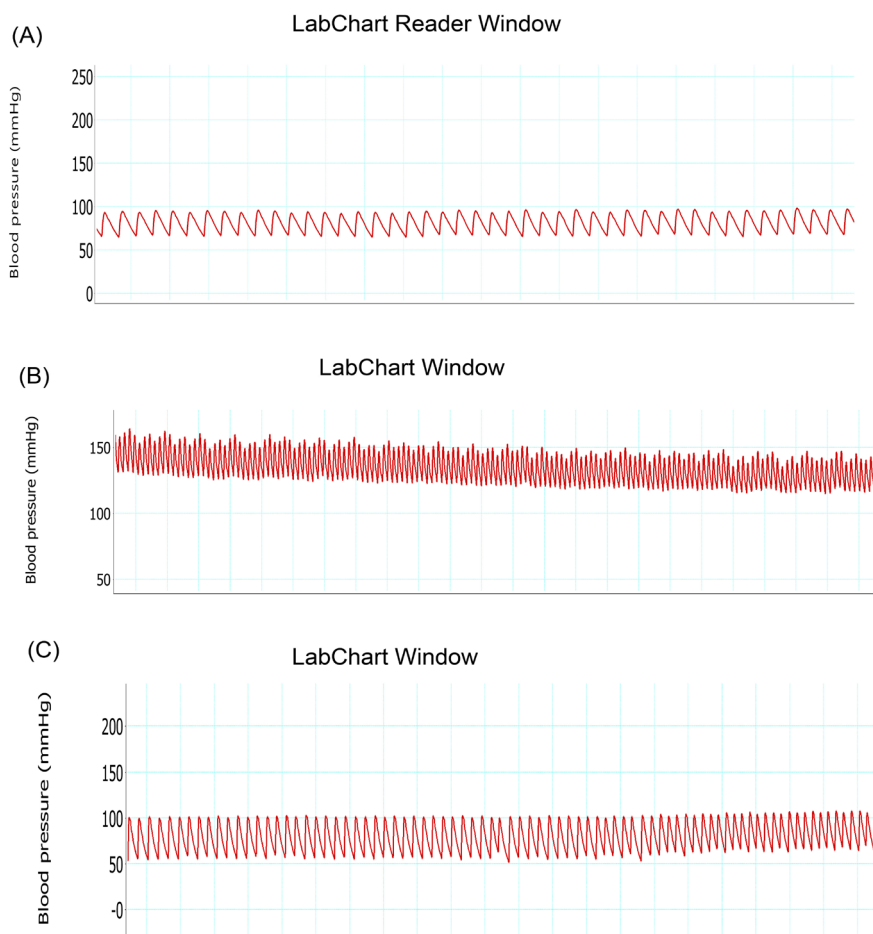 (A)
LabChart Reader Window
Blood pressure (mmHg)
250
200
150
100
50
0
(B)
LabChart Window
Blood pressure (mmHg)
150
100
50
(C)
LabChart Window
Blood pressure (mmHg)
200
150
100
50
-0